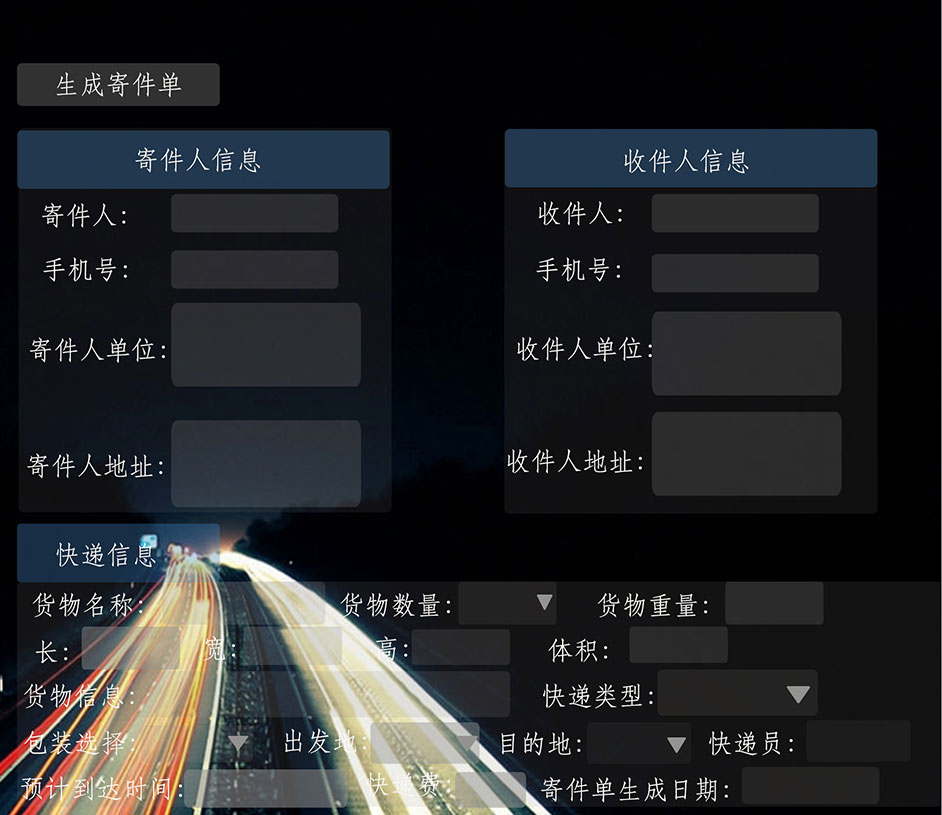 生成寄件单
寄件人信息
寄件人:
手机号:
寄件人单位:
寄件人地址:
收件人信息
收件人:
手机号:
收件人单位:
收件人地址:
快递信息
货物名称: 货物数量: 货物重量:
长: 宽: 高: 体积:
货物信息: 快递类型:
包装选择: 出发地: 目的地: 快递员:
预计到达时间: 快递费: 寄件单生成日期: